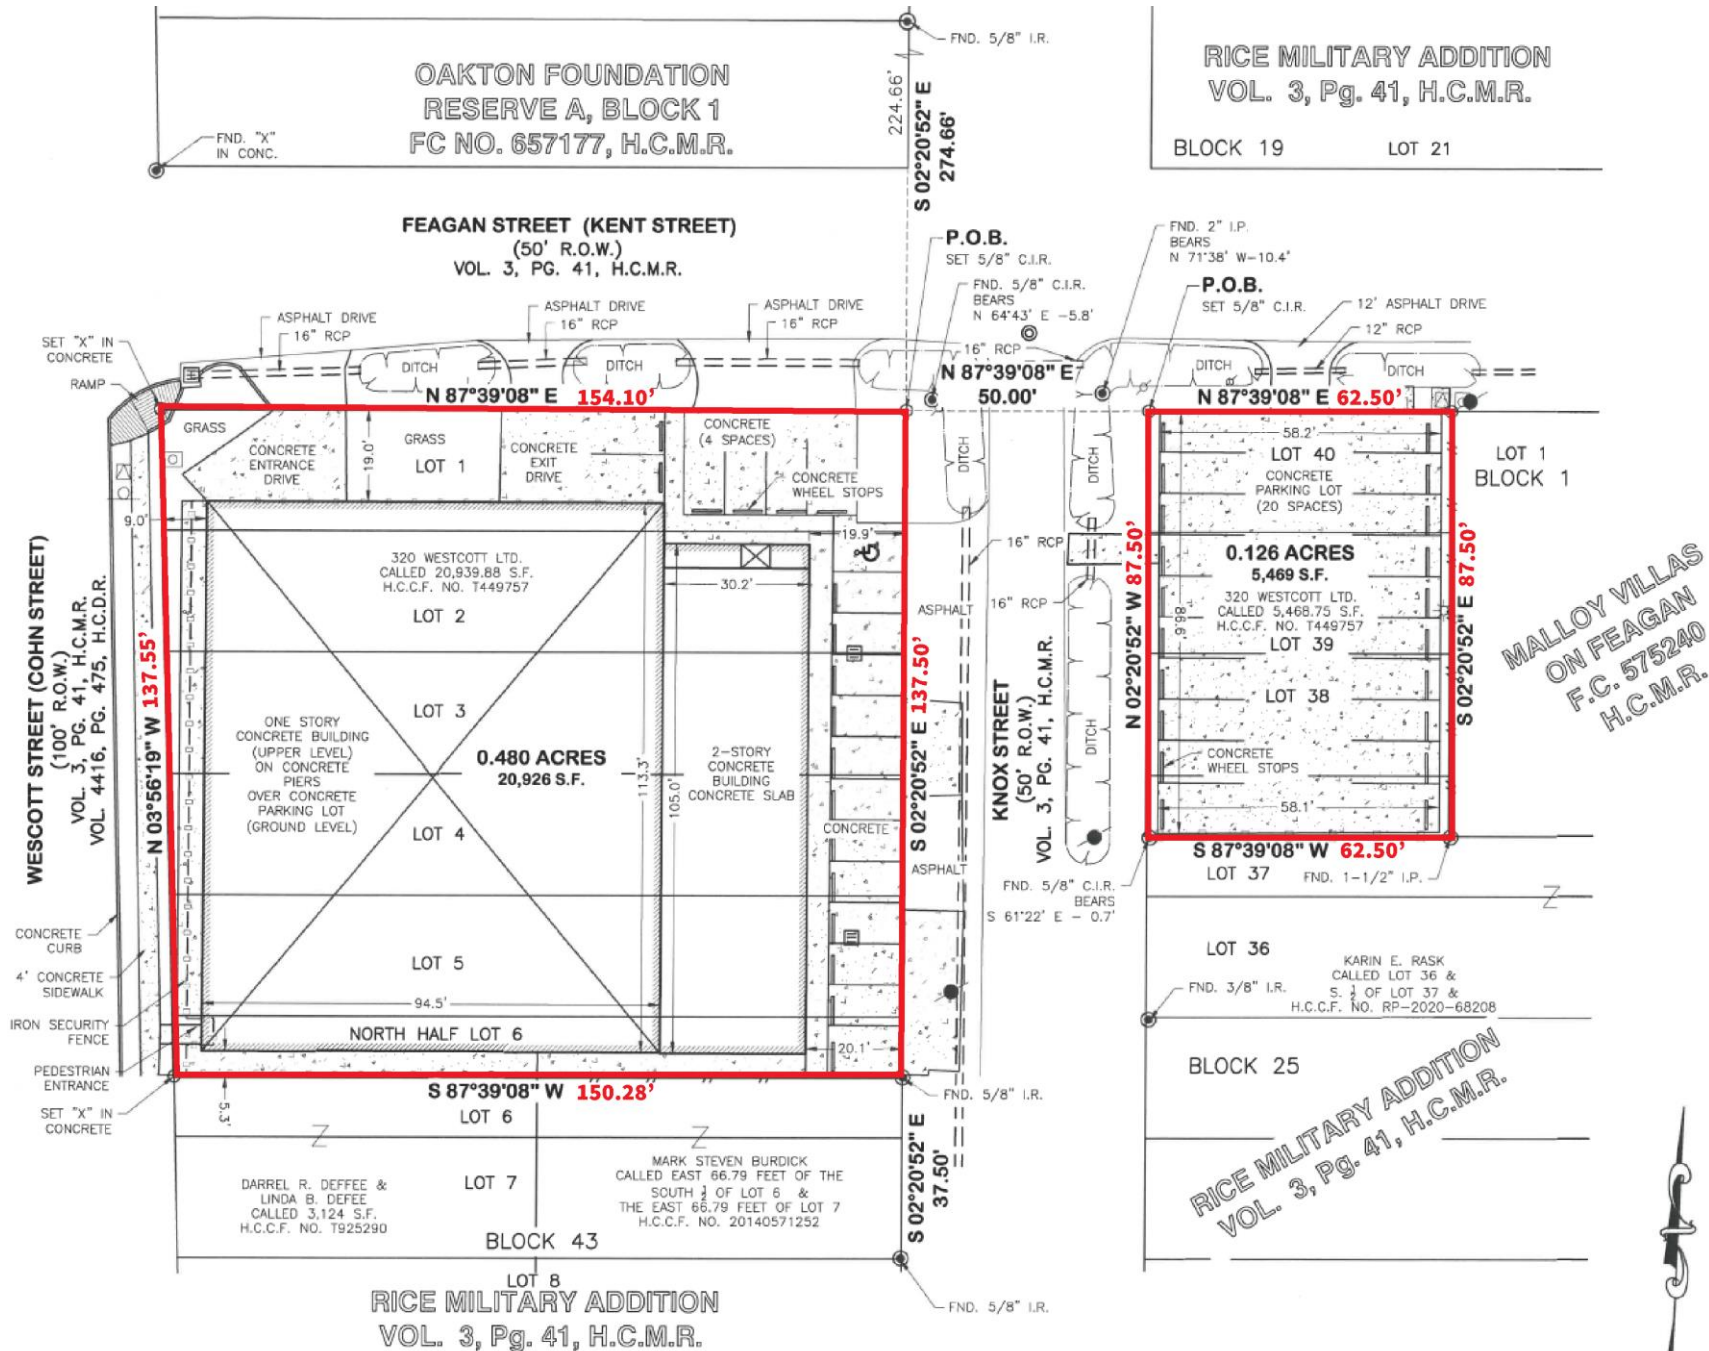 FND. 5/8" I.R.
OAKTON FOUNDATION
RESERVE A, BLOCK 1
FC NO. 657177, H.C.M.R.
FND. "X"
IN CONC.
224.66'
S 02°20'52" E
274.66'
RICE MILITARY ADDITION
VOL. 3, Pg. 41, H.C.M.R.
BLOCK 19
LOT 21
FEAGAN STREET (KENT STREET)
(50' R.O.W.)
VOL. 3, PG. 41, H.C.M.R.
P.O.B.
SET 5/8" C.I.R.
FND. 5/8" C.I.R.
BEARS
N 64°43' E -5.8'
FND. 2" I.P.
BEARS
N 71°38' W-10.4'
P.O.B.
SET 5/8" C.I.R.
12' ASPHALT DRIVE
12" RCP
SET "X" IN
CONCRETE
RAMP
ASPHALT DRIVE
16" RCP
ASPHALT DRIVE
16" RCP
ASPHALT DRIVE
16" RCP
16" RCP
DITCH
DITCH
DITCH
DITCH
DITCH
N 87°39'08" E 154.10'
N 87°39'08" E
50.00'
N 87°39'08" E 62.50'
GRASS
CONCRETE
ENTRANCE
DRIVE
19.0'
GRASS
LOT 1
CONCRETE
EXIT
DRIVE
CONCRETE
(4 SPACES)
CONCRETE
WHEEL STOPS
DITCH
DITCH
58.2'
LOT 40
CONCRETE
PARKING LOT
(20 SPACES)
LOT 1
BLOCK 1
9.0'
19.9'
16" RCP
16" RCP
320 WESTCOTT LTD.
CALLED 20,939.88 S.F.
H.C.C.F. NO. T449757
LOT 2
30.2'
ASPHALT
N 02°20'52" W 87.50'
0.126 ACRES
5,469 S.F.
320 WESTCOTT LTD.
CALLED 5,468.75 S.F.
H.C.C.F. NO. T449757
86.6'
LOT 39
LOT 38
CONCRETE
WHEEL STOPS
58.1'
S 02°20'52" E 87.50'
MALLOY VILLAS
ON FEAGAN
F.C. 575240
H.C.M.R.
WESCOTT STREET (COHN STREET)
(100' R.O.W.)
VOL. 3, PG. 41, H.C.M.R.
VOL. 4416, PG. 475, H.C.D.R.
N 03°56'19" W 137.55'
ONE STORY
CONCRETE BUILDING
(UPPER LEVEL)
ON CONCRETE
PIERS
OVER CONCRETE
PARKING LOT
(GROUND LEVEL)
LOT 3
0.480 ACRES
20,926 S.F.
113.3'
105.0'
2-STORY
CONCRETE
BUILDING
CONCRETE SLAB
LOT 4
CONCRETE
S 02°20'52" E 137.50'
ASPHALT
KNOX STREET
(50' R.O.W.)
VOL. 3, PG. 41, H.C.M.R.
DITCH
S 87°39'08" W 62.50'
LOT 37
FND. 1-1/2" I.P.
FND. 5/8" C.I.R.
BEARS
S 61°22' E - 0.7'
CONCRETE
CURB
4' CONCRETE
SIDEWALK
IRON SECURITY
FENCE
PEDESTRIAN
ENTRANCE
SET "X" IN
CONCRETE
LOT 5
94.5'
NORTH HALF LOT 6
20.1'
S 87°39'08" W 150.28'
5.3'
LOT 6
FND. 5/8" I.R.
LOT 36
KARIN E. RASK
CALLED LOT 36 &
S. ½ OF LOT 37 &
H.C.C.F. NO. RP-2020-68208
FND. 3/8" I.R.
BLOCK 25
RICE MILITARY ADDITION
VOL. 3, Pg. 41, H.C.M.R.
Z
Z
Z
DARREL R. DEFFEE &
LINDA B. DEFEE
CALLED 3,124 S.F.
H.C.C.F. NO. T925290
LOT 7
MARK STEVEN BURDICK
CALLED EAST 66.79 FEET OF THE
SOUTH ½ OF LOT 6 &
THE EAST 66.79 FEET OF LOT 7
H.C.C.F. NO. 20140571252
S 02°20'52" E
37.50'
BLOCK 43
LOT 8
RICE MILITARY ADDITION
VOL. 3, Pg. 41, H.C.M.R.
FND. 5/8" I.R.